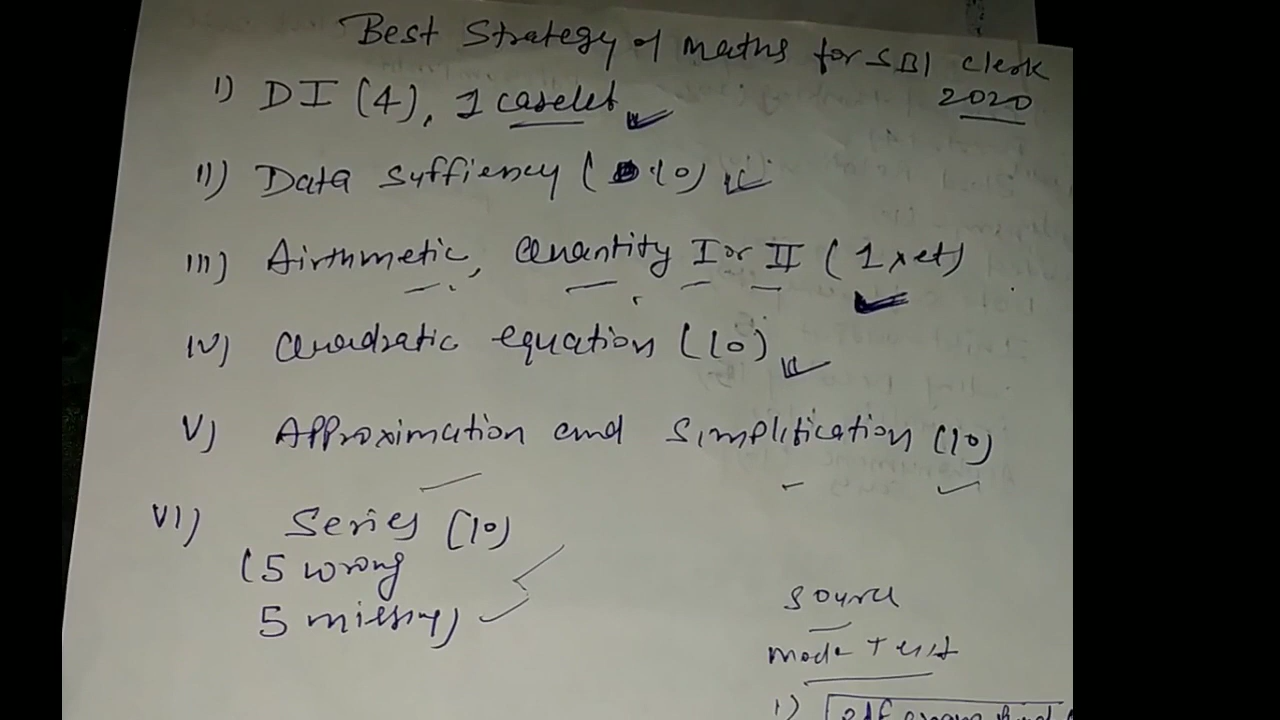 Best Strategy of Maths for SBI Clerk
2020
I) DI (4), 1 caselet
II) Data Suffiency (10)
III) Airthmetic, Quantity I or II (1 set)
IV) Quadratic equation (10)
V) Approximation and Simplification (10)
VI) Series (10)
(5 wrong
5 missing)
Source
1)